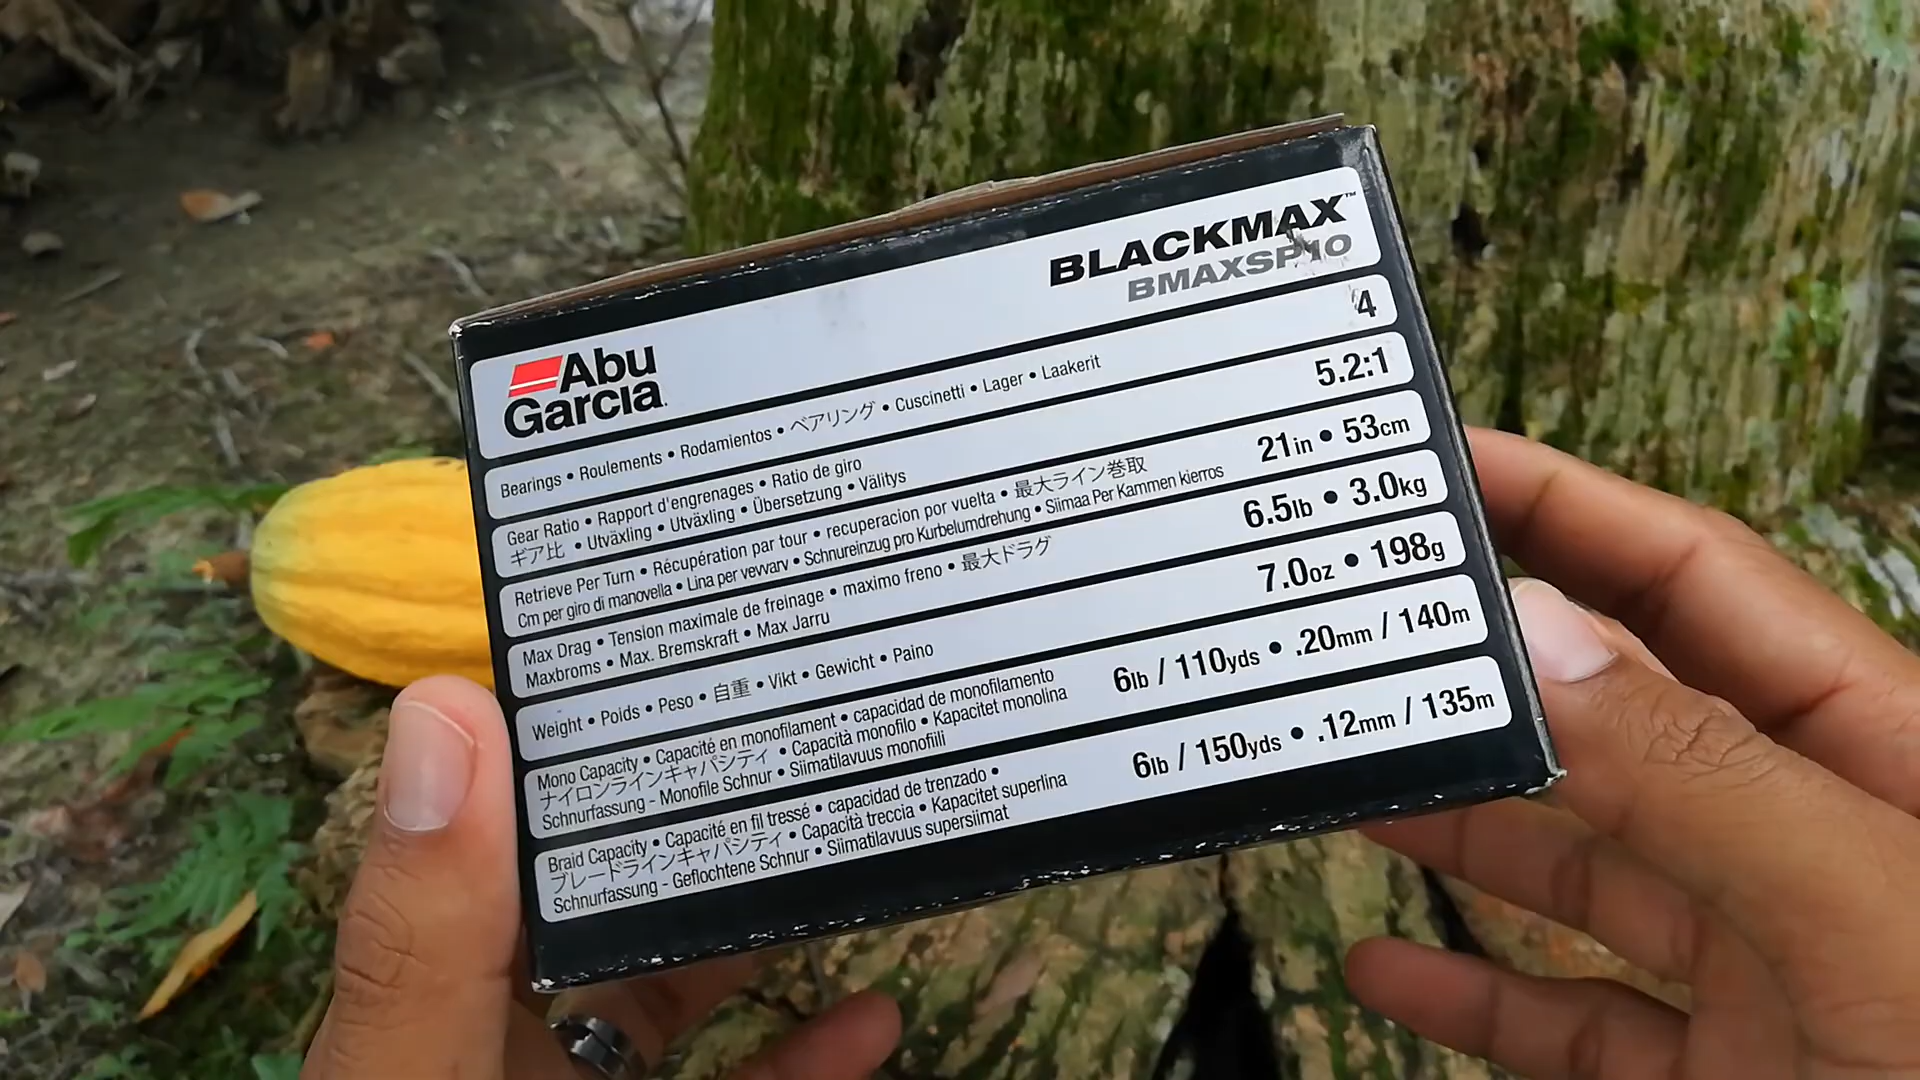 BLACKMAX™
BMAXSP10
Abu
Garcia.
Bearings • Roulements • Rodamientos • ベアリング • Cuscinetti • Lager • Laakerit
4
Gear Ratio • Rapport d'engrenages • Ratio de giro
ギア比 • Utväxling • Utväxling • Übersetzung • Välitys
5.2:1
Retrieve Per Turn • Récupération par tour • recuperacion por vuelta • 最大ライン巻取
Cm per giro di manovella • Lina per vevvarv • Schnureinzug pro Kurbelumdrehung • Siimaa Per Kammen kierros
21in • 53cm
Max Drag • Tension maximale de freinage • maximo freno • 最大ドラグ
Maxbroms • Max. Bremskraft • Max Jarru
6.5lb • 3.0kg
Weight • Poids • Peso • 自重 • Vikt • Gewicht • Paino
7.0oz • 198g
Mono Capacity • Capacité en monofilament • capacidad de monofilamento
ナイロンラインキャパシティ • Capacità monofilo • Kapacitet monolina
Schnurfassung - Monofile Schnur • Siimatilavuus monofiili
6lb / 110yds • .20mm / 140m
Braid Capacity • Capacité en fil tressé • capacidad de trenzado •
ブレードラインキャパシティ • Capacità treccia • Kapacitet superlina
Schnurfassung - Geflochtene Schnur • Siimatilavuus supersiimat
6lb / 150yds • .12mm / 135m